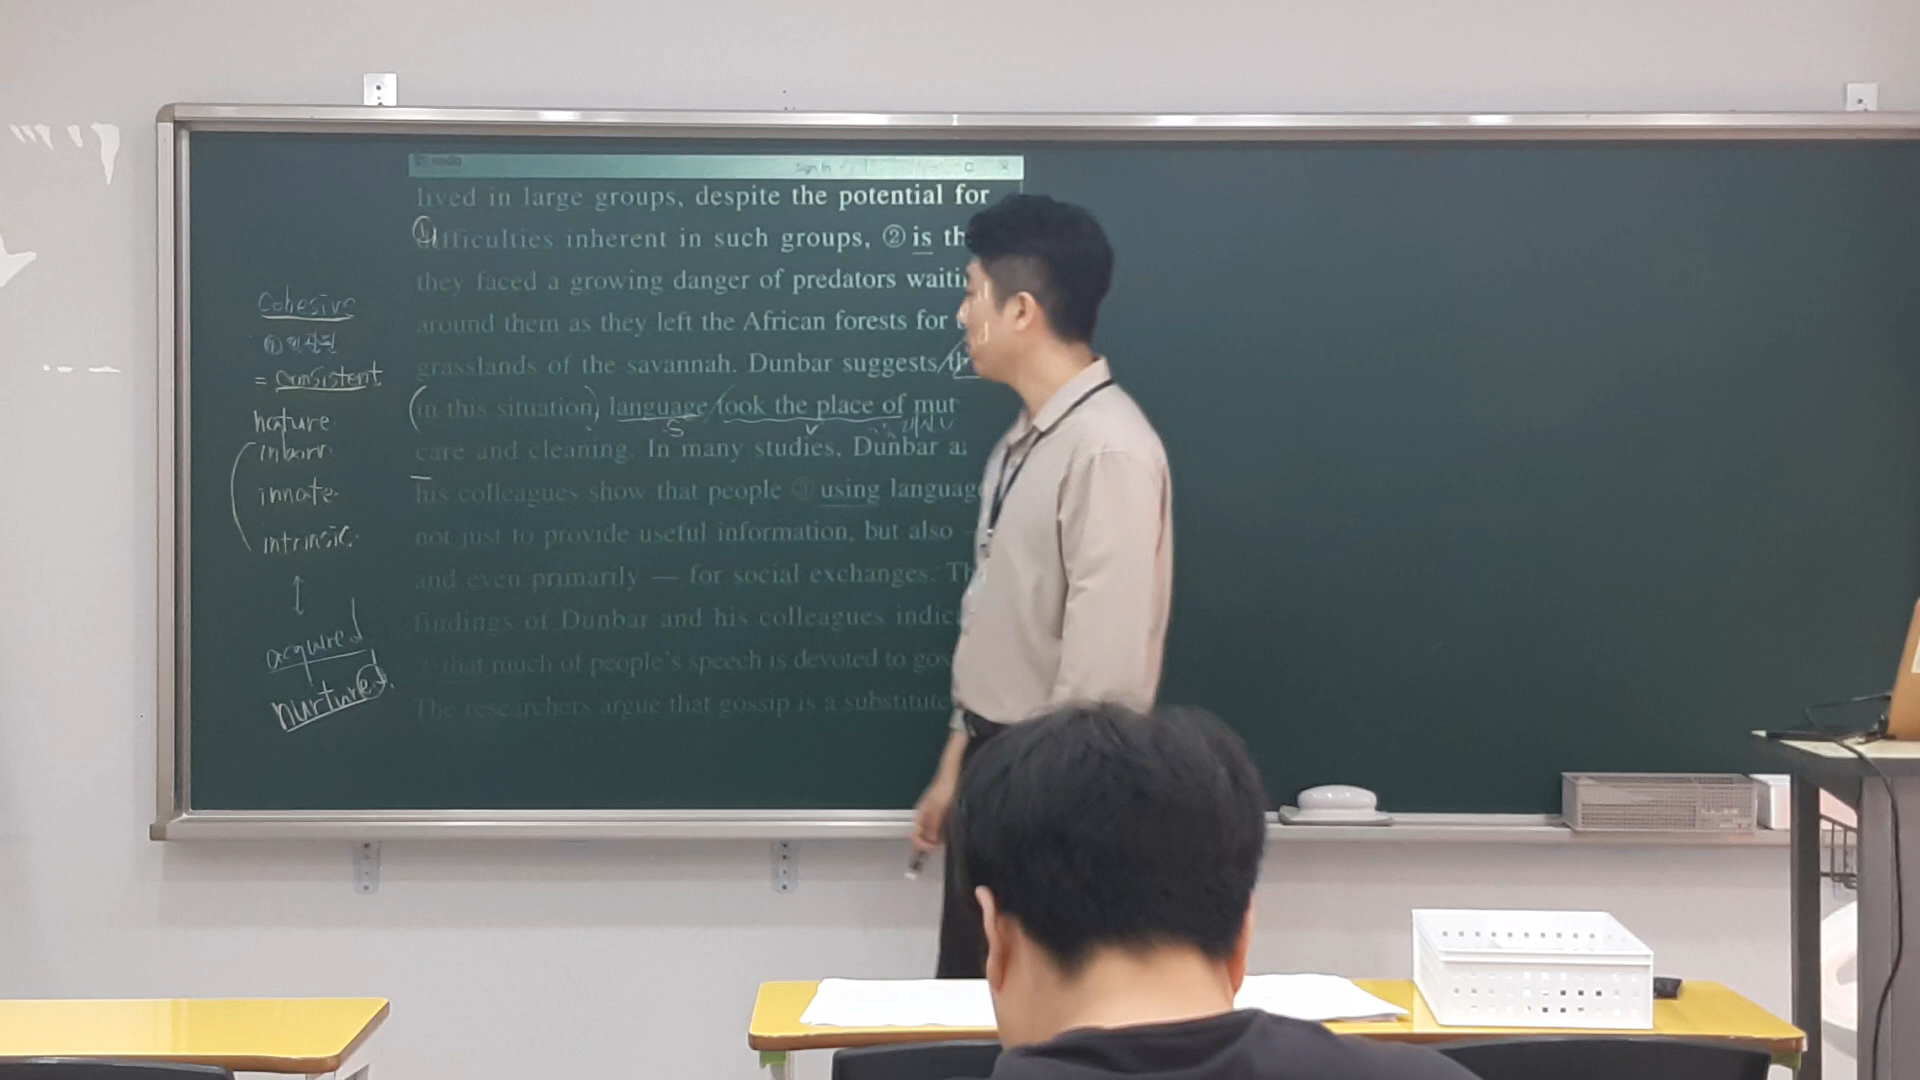 Sign In
lived in large groups, despite the potential for
① difficulties inherent in such groups, ② is th
they faced a growing danger of predators waiti
around them as they left the African forests for
grasslands of the savannah. Dunbar suggests th
(in this situation) language took the place of mut
S V
care and cleaning. In many studies, Dunbar a
his colleagues show that people ③ using language
not just to provide useful information, but also —
and even primarily — for social exchanges. Th
findings of Dunbar and his colleagues indic
④ that much of people's speech is devoted to gos
The researchers argue that gossip is a substitute
Cohesive
①
= consistent
nature
inborn
innate
intrinsic
↕
acquired
nurtured